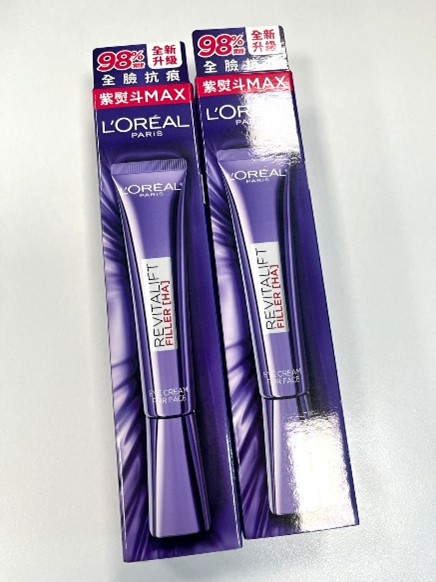 98%
全新
升級
全臉抗痕
紫熨斗MAX
L'ORÉAL
PARIS
L'ORÉAL
PARIS
REVITALIFT
FILLER [HA]
EYE CREAM
FOR FACE
98%
全新
升級
全臉抗
紫熨斗MAX
L'OR
PA
L'ORÉAL
PARIS
REVITALIFT
FILLER [HA]
EYE CREAM
FOR FACE